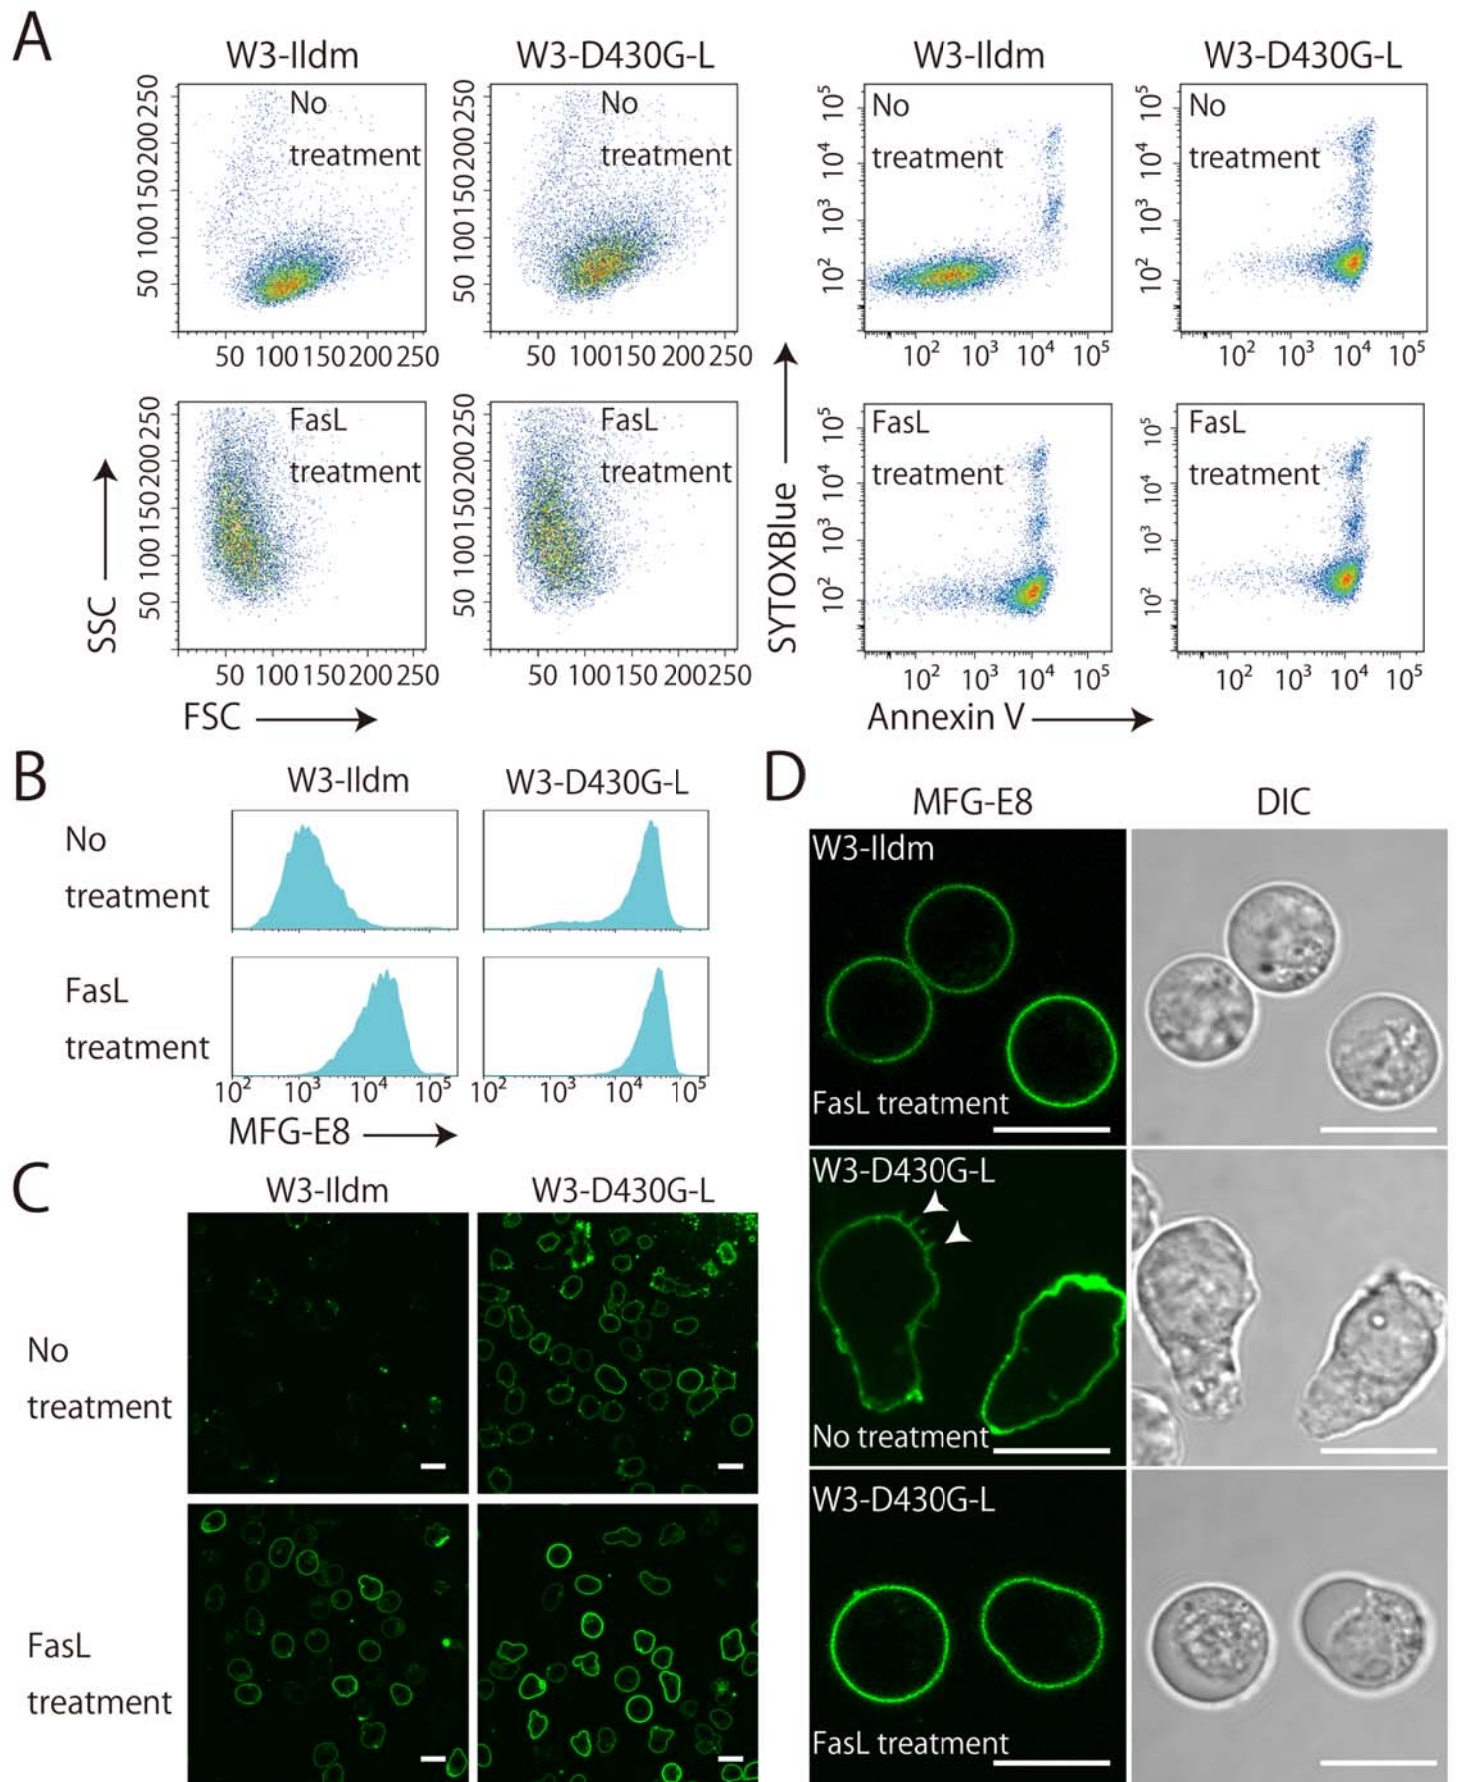 A
W3-Ildm
W3-D430G-L
W3-Ildm
W3-D430G-L
250
200
150
100
50
No
treatment
50 100 150 200 250
250
200
150
100
50
No
treatment
50 100 150 200 250
10⁵
10⁴
10³
10²
No
treatment
10² 10³ 10⁴ 10⁵
10⁵
10⁴
10³
10²
No
treatment
10² 10³ 10⁴ 10⁵
250
200
150
100
50
FasL
treatment
50 100 150 200 250
250
200
150
100
50
FasL
treatment
50 100 150 200 250
10⁵
10⁴
10³
10²
FasL
treatment
10² 10³ 10⁴ 10⁵
10⁵
10⁴
10³
10²
FasL
treatment
10² 10³ 10⁴ 10⁵
SSC
FSC
SYTOXBlue
Annexin V
B
W3-Ildm
W3-D430G-L
No
treatment
FasL
treatment
10² 10³ 10⁴ 10⁵
10² 10³ 10⁴ 10⁵
MFG-E8
C
W3-Ildm
W3-D430G-L
No
treatment
FasL
treatment
D
MFG-E8
DIC
W3-Ildm
FasL treatment
W3-D430G-L
No treatment
W3-D430G-L
FasL treatment